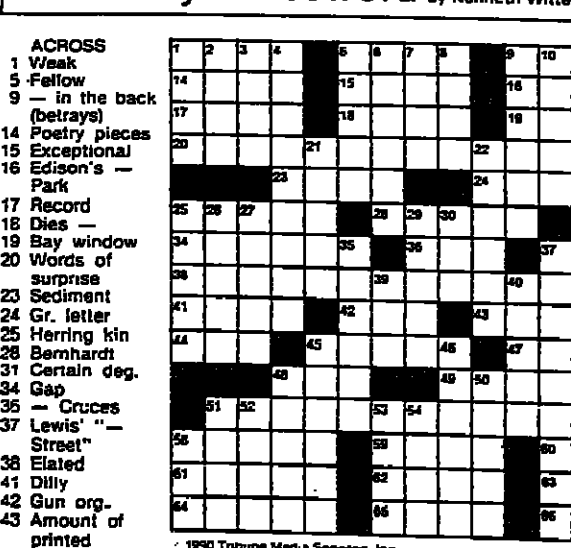 by Kenneth
ACROSS
1 Weak
5 Fellow
9 — in the back
(betrays)
14 Poetry pieces
15 Exceptional
16 Edison's —
Park
17 Record
18 Dies —
19 Bay window
20 Words of
surprise
23 Sediment
24 Gr. letter
25 Herring kin
28 Bernhardt
31 Certain deg.
34 Gap
36 — Cruces
37 Lewis' "—
Street"
38 Elated
41 Dilly
42 Gun org.
43 Amount of
printed
1 2 3 4 5 6 7 8 9 10
14 15 16
17 18 19
20 21 22
23 24
25 26 27 28 29 30
34 35 36 37
38 39 40
41 42 43
44 45 46 47
48 49 50
51 52 53 54
58 59 60
61 62 63
64 65 66
1990 Tribune Media Services, Inc.